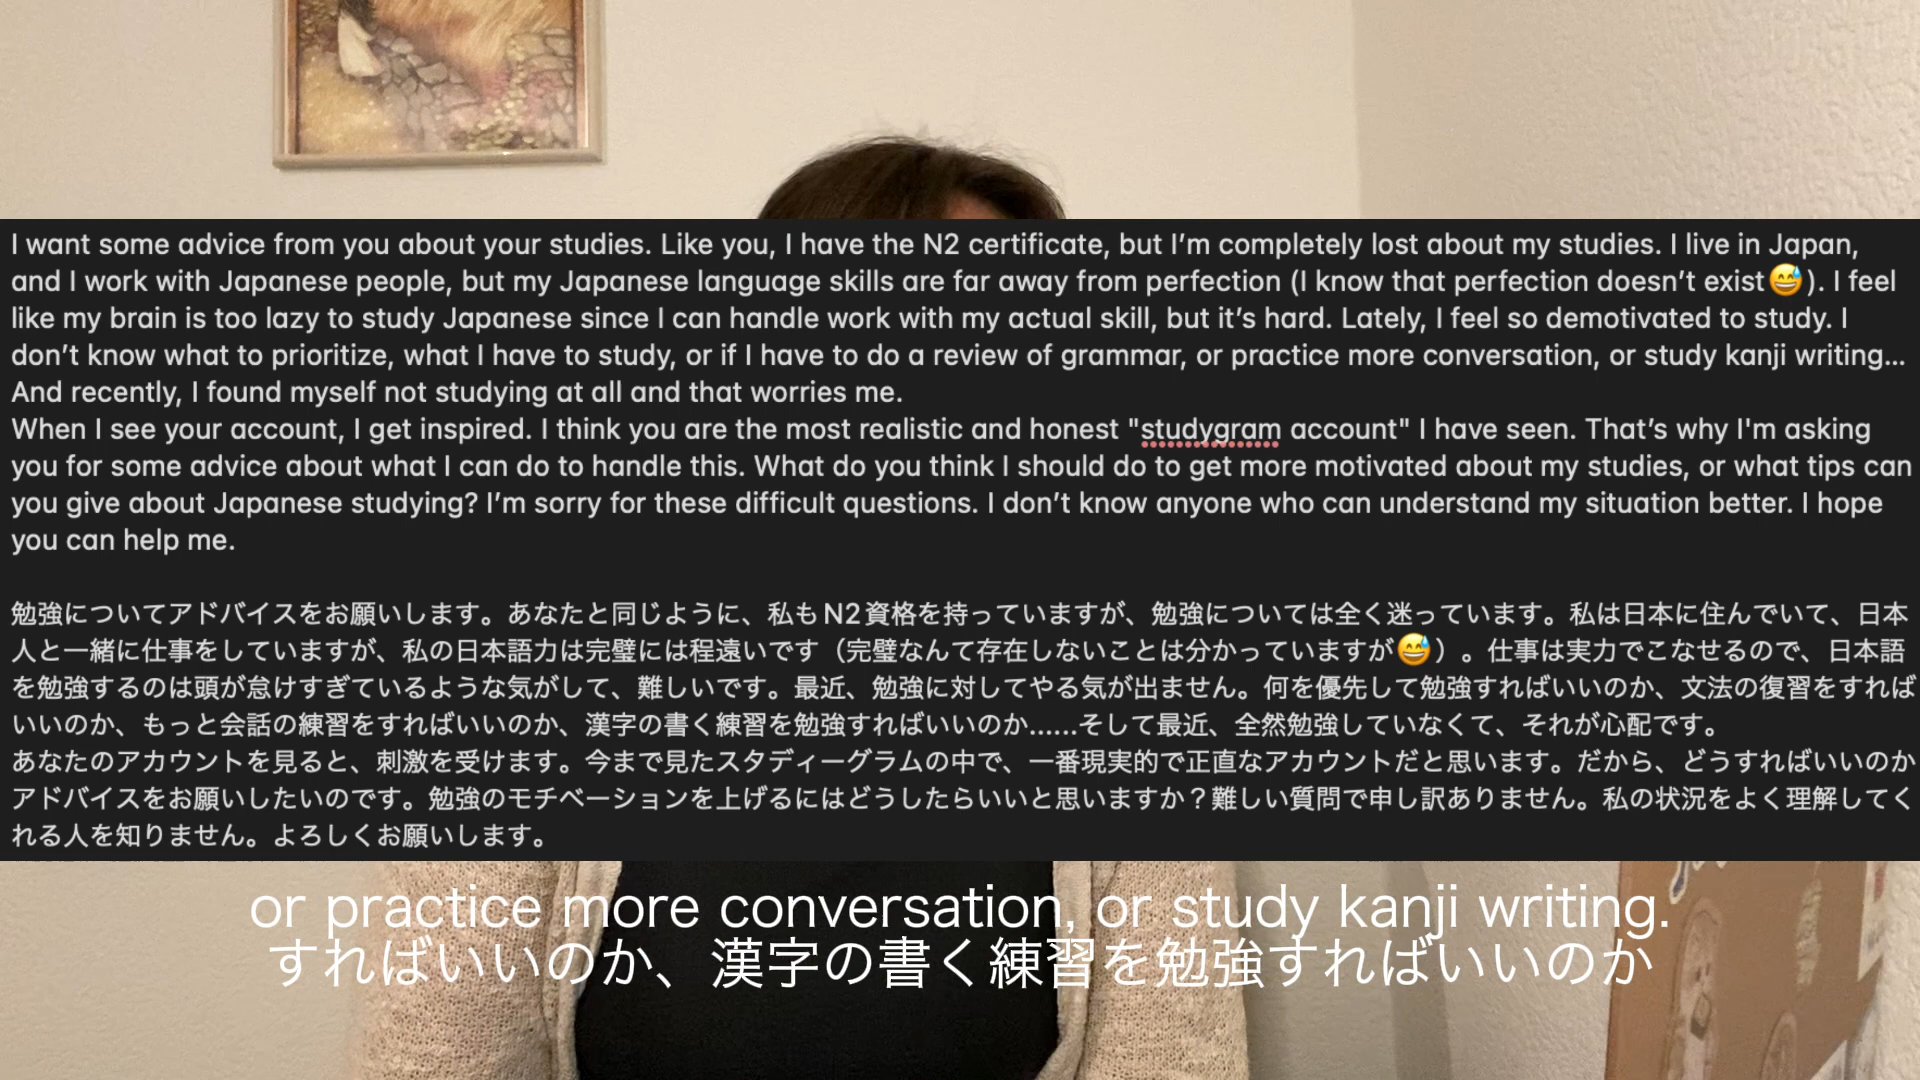 I want some advice from you about your studies. Like you, I have the N2 certificate, but I’m completely lost about my studies. I live in Japan,
and I work with Japanese people, but my Japanese language skills are far away from perfection (I know that perfection doesn’t exist😅). I feel
like my brain is too lazy to study Japanese since I can handle work with my actual skill, but it’s hard. Lately, I feel so demotivated to study. I
don’t know what to prioritize, what I have to study, or if I have to do a review of grammar, or practice more conversation, or study kanji writing...
And recently, I found myself not studying at all and that worries me.
When I see your account, I get inspired. I think you are the most realistic and honest "studygram account" I have seen. That’s why I'm asking
you for some advice about what I can do to handle this. What do you think I should do to get more motivated about my studies, or what tips can
you give about Japanese studying? I’m sorry for these difficult questions. I don’t know anyone who can understand my situation better. I hope
you can help me.
勉強についてアドバイスをお願いします。あなたと同じように、私もN2資格を持っていますが、勉強については全く迷っています。私は日本に住んでいて、日本
人と一緒に仕事をしていますが、私の日本語力は完璧には程遠いです（完璧なんて存在しないことは分かっていますが😅）。仕事は実力でこなせるので、日本語
を勉強するのは頭が怠けすぎているような気がして、難しいです。最近、勉強に対してやる気が出ません。何を優先して勉強すればいいのか、文法の復習をすれば
いいのか、もっと会話の練習をすればいいのか、漢字の書く練習を勉強すればいいのか......そして最近、全然勉強していなくて、それが心配です。
あなたのアカウントを見ると、刺激を受けます。今まで見たスタディーグラムの中で、一番現実的で正直なアカウントだと思います。だから、どうすればいいのか
アドバイスをお願いしたいのです。勉強のモチベーションを上げるにはどうしたらいいと思いますか？難しい質問で申し訳ありません。私の状況をよく理解してく
れる人を知りません。よろしくお願いします。
or practice more conversation, or study kanji writing.
すればいいのか、漢字の書く練習を勉強すればいいのか